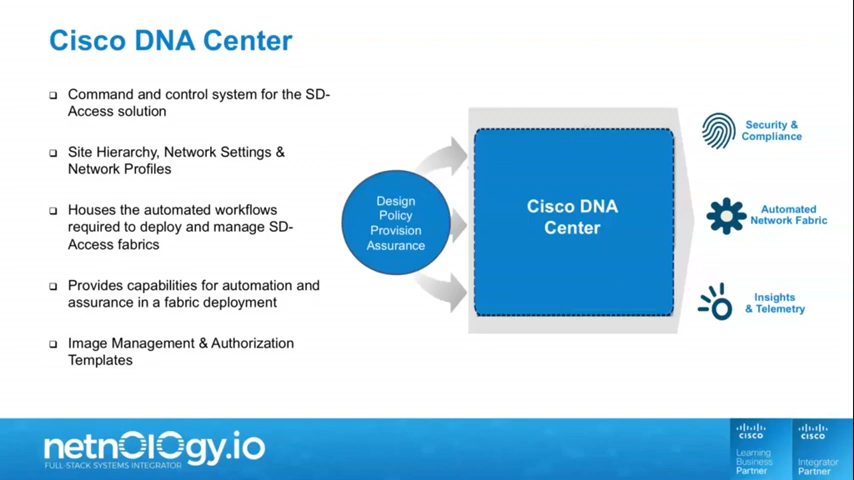 Cisco DNA Center
Command and control system for the SD-
Access solution
Site Hierarchy, Network Settings &
Network Profiles
Houses the automated workflows
required to deploy and manage SD-
Access fabrics
Provides capabilities for automation and
assurance in a fabric deployment
Image Management & Authorization
Templates
Design
Policy
Provision
Assurance
Cisco DNA
Center
Security &
Compliance
Automated
Network Fabric
Insights
& Telemetry
netnology.io
FULL-STACK SYSTEMS INTEGRATOR
CISCO
Learning
Business
Partner
CISCO
Integrator
Partner